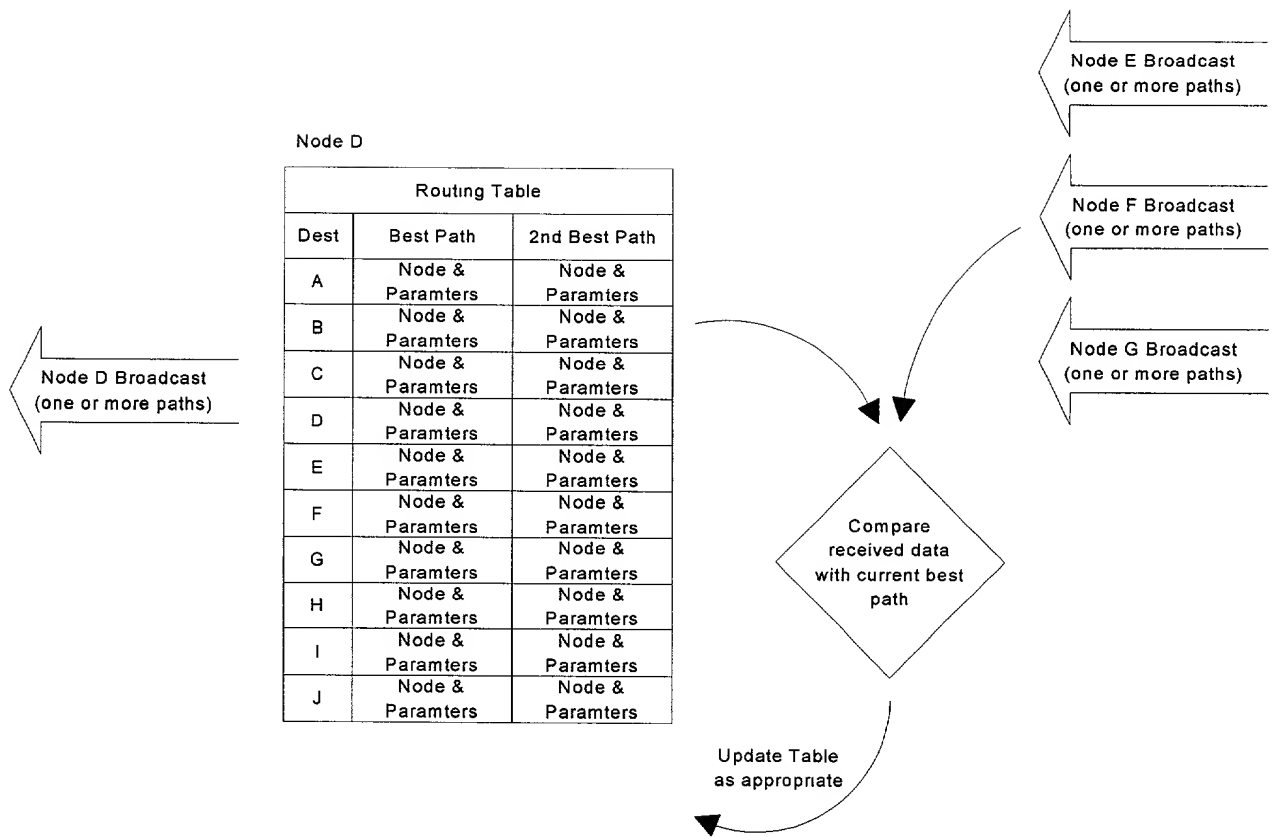 Node E Broadcast
(one or more paths)
Node F Broadcast
(one or more paths)
Node G Broadcast
(one or more paths)
Node D
Routing Table
Dest Best Path 2nd Best Path
A Node & Paramters Node & Paramters
B Node & Paramters Node & Paramters
C Node & Paramters Node & Paramters
D Node & Paramters Node & Paramters
E Node & Paramters Node & Paramters
F Node & Paramters Node & Paramters
G Node & Paramters Node & Paramters
H Node & Paramters Node & Paramters
I Node & Paramters Node & Paramters
J Node & Paramters Node & Paramters
Node D Broadcast
(one or more paths)
Compare
received data
with current best
path
Update Table
as appropriate